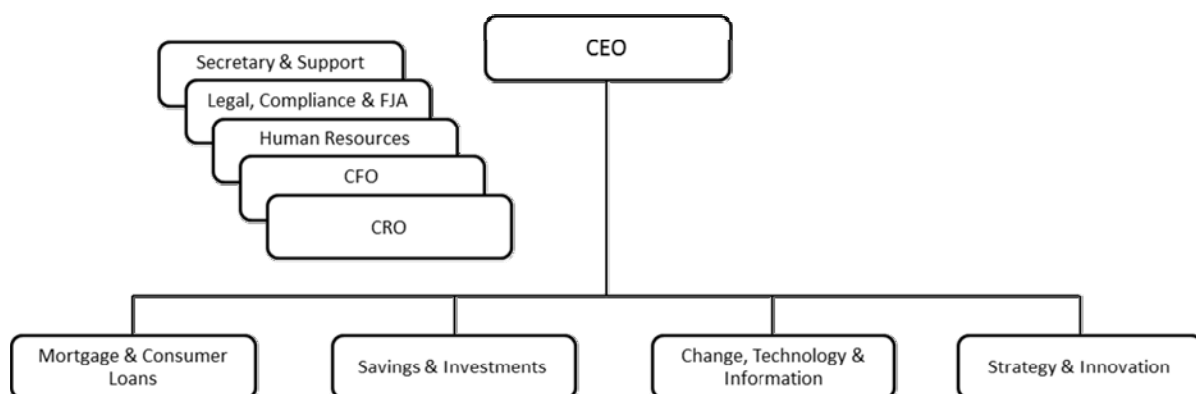 CEO
Secretary & Support
Legal, Compliance & FJA
Human Resources
CFO
CRO
Mortgage & Consumer
Loans
Savings & Investments
Change, Technology &
Information
Strategy & Innovation